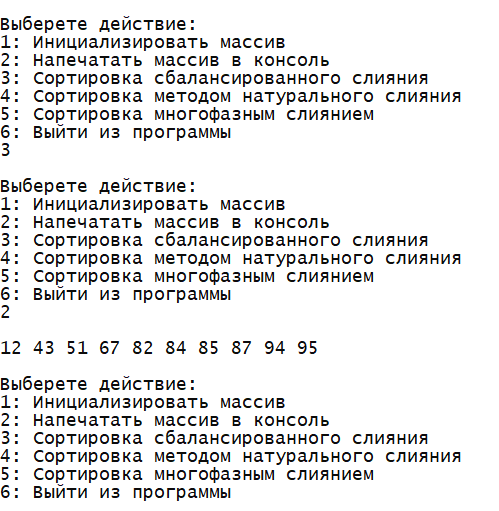 Выберете действие:
1: Инициализировать массив
2: Напечатать массив в консоль
3: Сортировка сбалансированного слияния
4: Сортировка методом натурального слияния
5: Сортировка многофазным слиянием
6: Выйти из программы
3
Выберете действие:
1: Инициализировать массив
2: Напечатать массив в консоль
3: Сортировка сбалансированного слияния
4: Сортировка методом натурального слияния
5: Сортировка многофазным слиянием
6: Выйти из программы
2
12 43 51 67 82 84 85 87 94 95
Выберете действие:
1: Инициализировать массив
2: Напечатать массив в консоль
3: Сортировка сбалансированного слияния
4: Сортировка методом натурального слияния
5: Сортировка многофазным слиянием
6: Выйти из программы